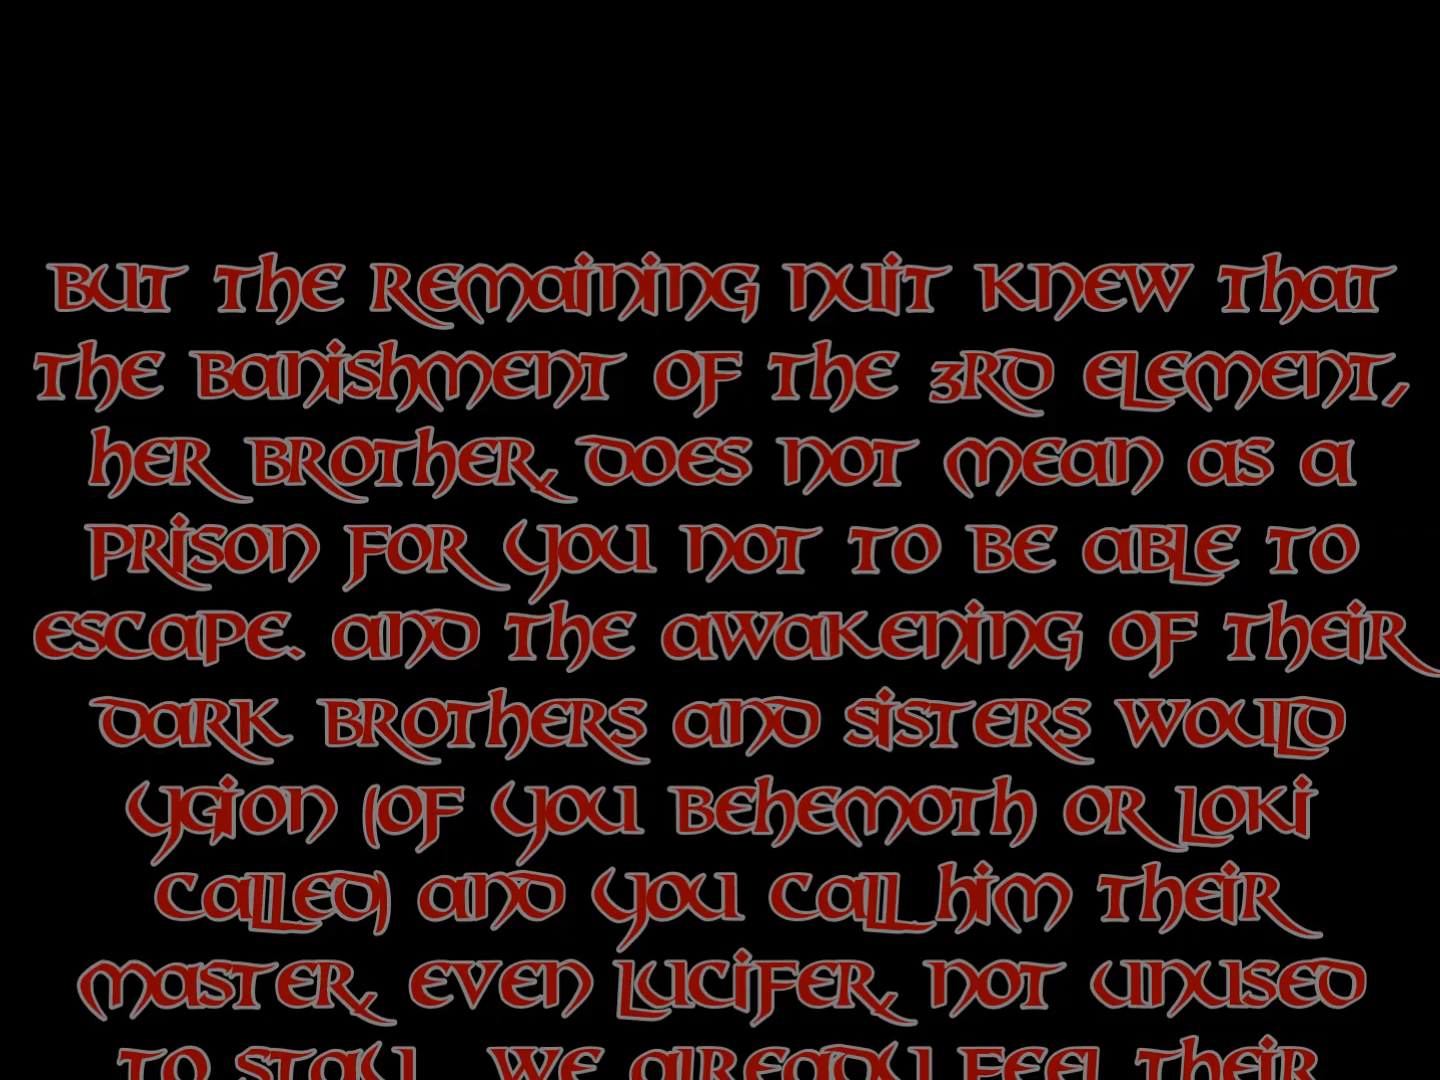 BUT THE REMAINING NUIT KNEW THAT
THE BANISHMENT OF THE 3RD ELEMENT,
HER BROTHER, DOES NOT MEAN AS A
PRISON FOR YOU NOT TO BE ABLE TO
ESCAPE. AND THE AWAKENING OF THEIR
DARK BROTHERS AND SISTERS WOULD
YGION (OF YOU BEHEMOTH OR LOKI
CALLED) AND YOU CALL HIM THEIR
MASTER, EVEN LUCIFER, NOT UNUSED
TO STAY. WE ALREADY FEEL THEIR